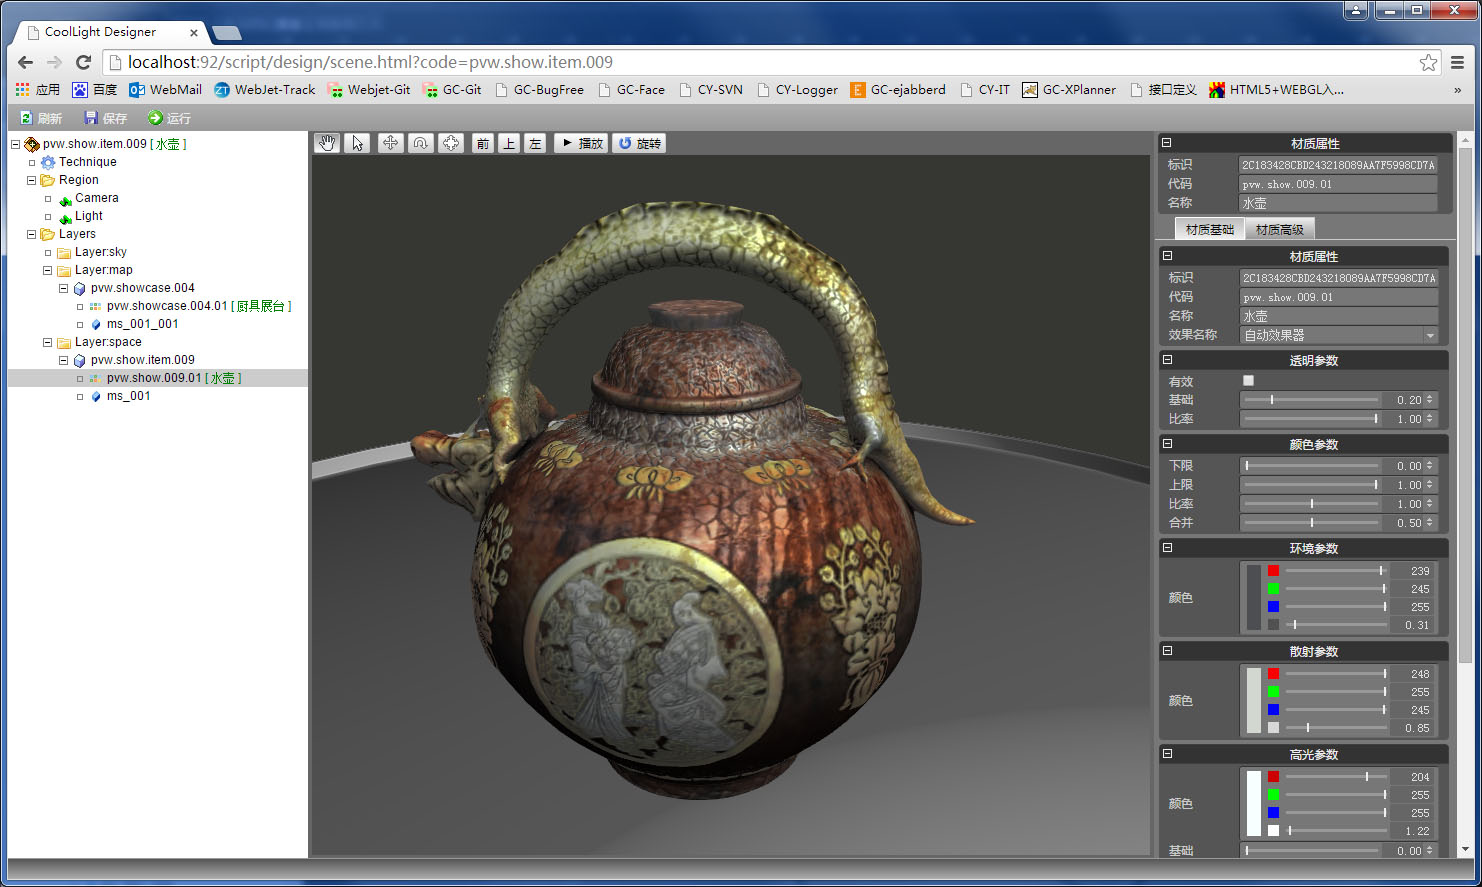 CoolLight Designer
localhost:92/script/design/scene.html?code=pvw.show.item.009
应用 百度 WebMail WebJet-Track Webjet-Git GC-Git GC-BugFree GC-Face CY-SVN CY-Logger GC-ejabberd CY-IT GC-XPlanner 接口定义 HTML5+WEBGL入... »
刷新 保存 运行
pvw.show.item.009 [ 水壶 ]
Technique
Region
Camera
Light
Layers
Layer:sky
Layer:map
pvw.showcase.004
pvw.showcase.004.01 [ 厨具展台 ]
ms_001_001
Layer:space
pvw.show.item.009
pvw.show.009.01 [ 水壶 ]
ms_001
前 上 左 播放 旋转
材质属性
标识 2C183428CBD243218089AA7F5998CD7A
代码 pvw.show.009.01
名称 水壶
材质基础 材质高级
材质属性
标识 2C183428CBD243218089AA7F5998CD7A
代码 pvw.show.009.01
名称 水壶
效果名称 自动效果器
透明参数
有效
基础 0.20
比率 1.00
颜色参数
下限 0.00
上限 1.00
比率 1.00
合并 0.50
环境参数
239
245
颜色
255
0.31
散射参数
248
255
颜色
245
0.85
高光参数
204
255
颜色
255
1.22
基础 0.00